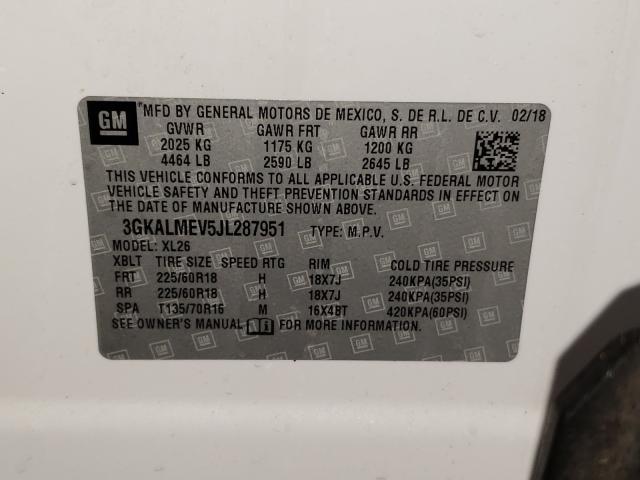 GM
MFD BY GENERAL MOTORS DE MEXICO, S. DE R.L. DE C.V. 02/18
GVWR GAWR FRT GAWR RR
2025 KG 1175 KG 1200 KG
4464 LB 2590 LB 2645 LB
THIS VEHICLE CONFORMS TO ALL APPLICABLE U.S. FEDERAL MOTOR
VEHICLE SAFETY AND THEFT PREVENTION STANDARDS IN EFFECT ON
THE DATE OF MANUFACTURE SHOWN ABOVE.
3GKALMEV5JL287951 TYPE: M.P.V.
MODEL: XL26
XBLT TIRE SIZE SPEED RTG RIM COLD TIRE PRESSURE
FRT 225/60R18 H 18X7J 240KPA(35PSI)
RR 225/60R18 H 18X7J 240KPA(35PSI)
SPA T135/70R16 M 16X4BT 420KPA(60PSI)
SEE OWNER'S MANUAL FOR MORE INFORMATION.